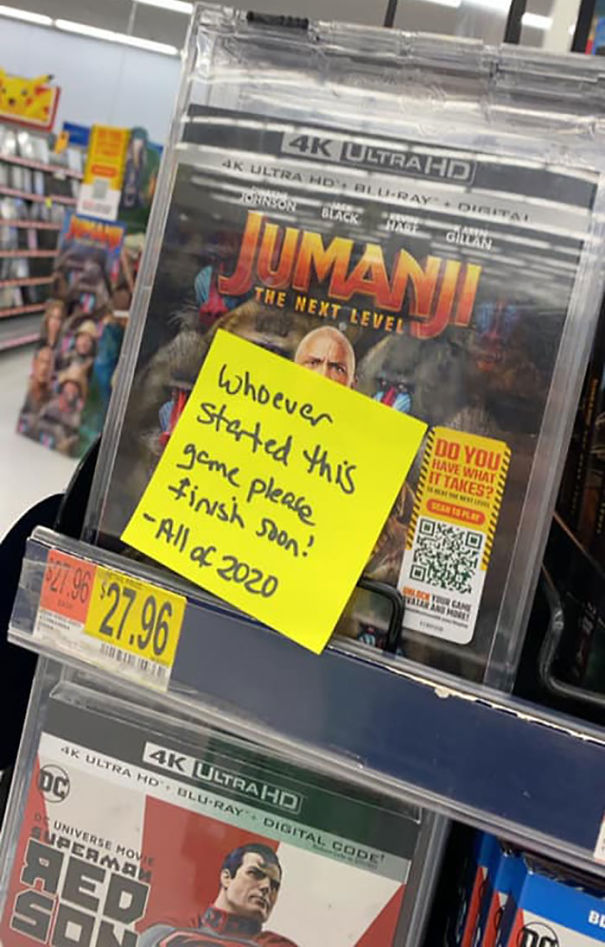 4K ULTRA HD
4K ULTRA HD + BLU-RAY + DIGITAL
JOHNSON BLACK HART GILLAN
JUMANJI
THE NEXT LEVEL
Whoever
started this
game please
finish soon!
-All of 2020
DO YOU
HAVE WHAT
IT TAKES?
SCAN TO PLAY
UNLOCK YOUR GAME
AVATAR AND MORE!
$27.96
$27.96
4K ULTRA HD
4K ULTRA HD + BLU-RAY + DIGITAL CODE
DC
DC UNIVERSE MOVIE
SUPERMAN
RED
SON
BL
DC